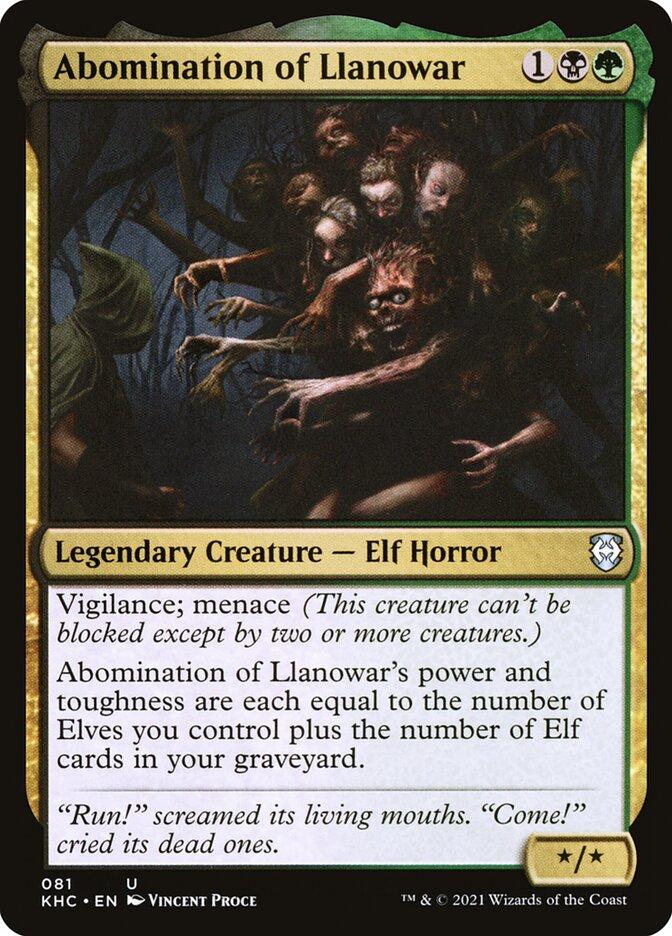 Abomination of Llanowar 1
Legendary Creature — Elf Horror
Vigilance; menace (This creature can't be
blocked except by two or more creatures.)
Abomination of Llanowar's power and
toughness are each equal to the number of
Elves you control plus the number of Elf
cards in your graveyard.
"Run!" screamed its living mouths. "Come!"
cried its dead ones.
★/★
081 U
KHC • EN Vincent Proce ™ & © 2021 Wizards of the Coast